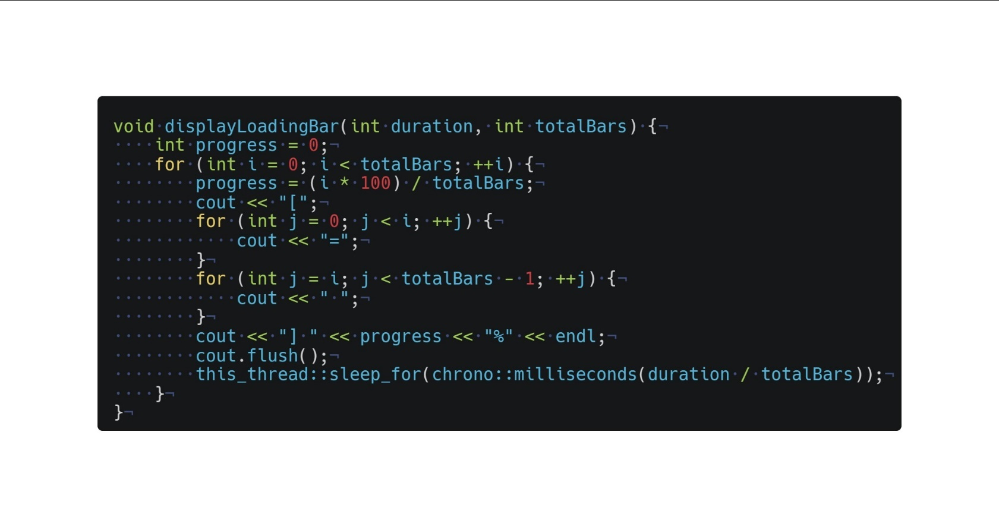 void displayLoadingBar(int duration, int totalBars) {
    int progress = 0;
    for (int i = 0; i < totalBars; ++i) {
        progress = (i * 100) / totalBars;
        cout << "[";
        for (int j = 0; j < i; ++j) {
            cout << "=";
        }
        for (int j = i; j < totalBars - 1; ++j) {
            cout << " ";
        }
        cout << "] " << progress << "%" << endl;
        cout.flush();
        this_thread::sleep_for(chrono::milliseconds(duration / totalBars));
    }
}